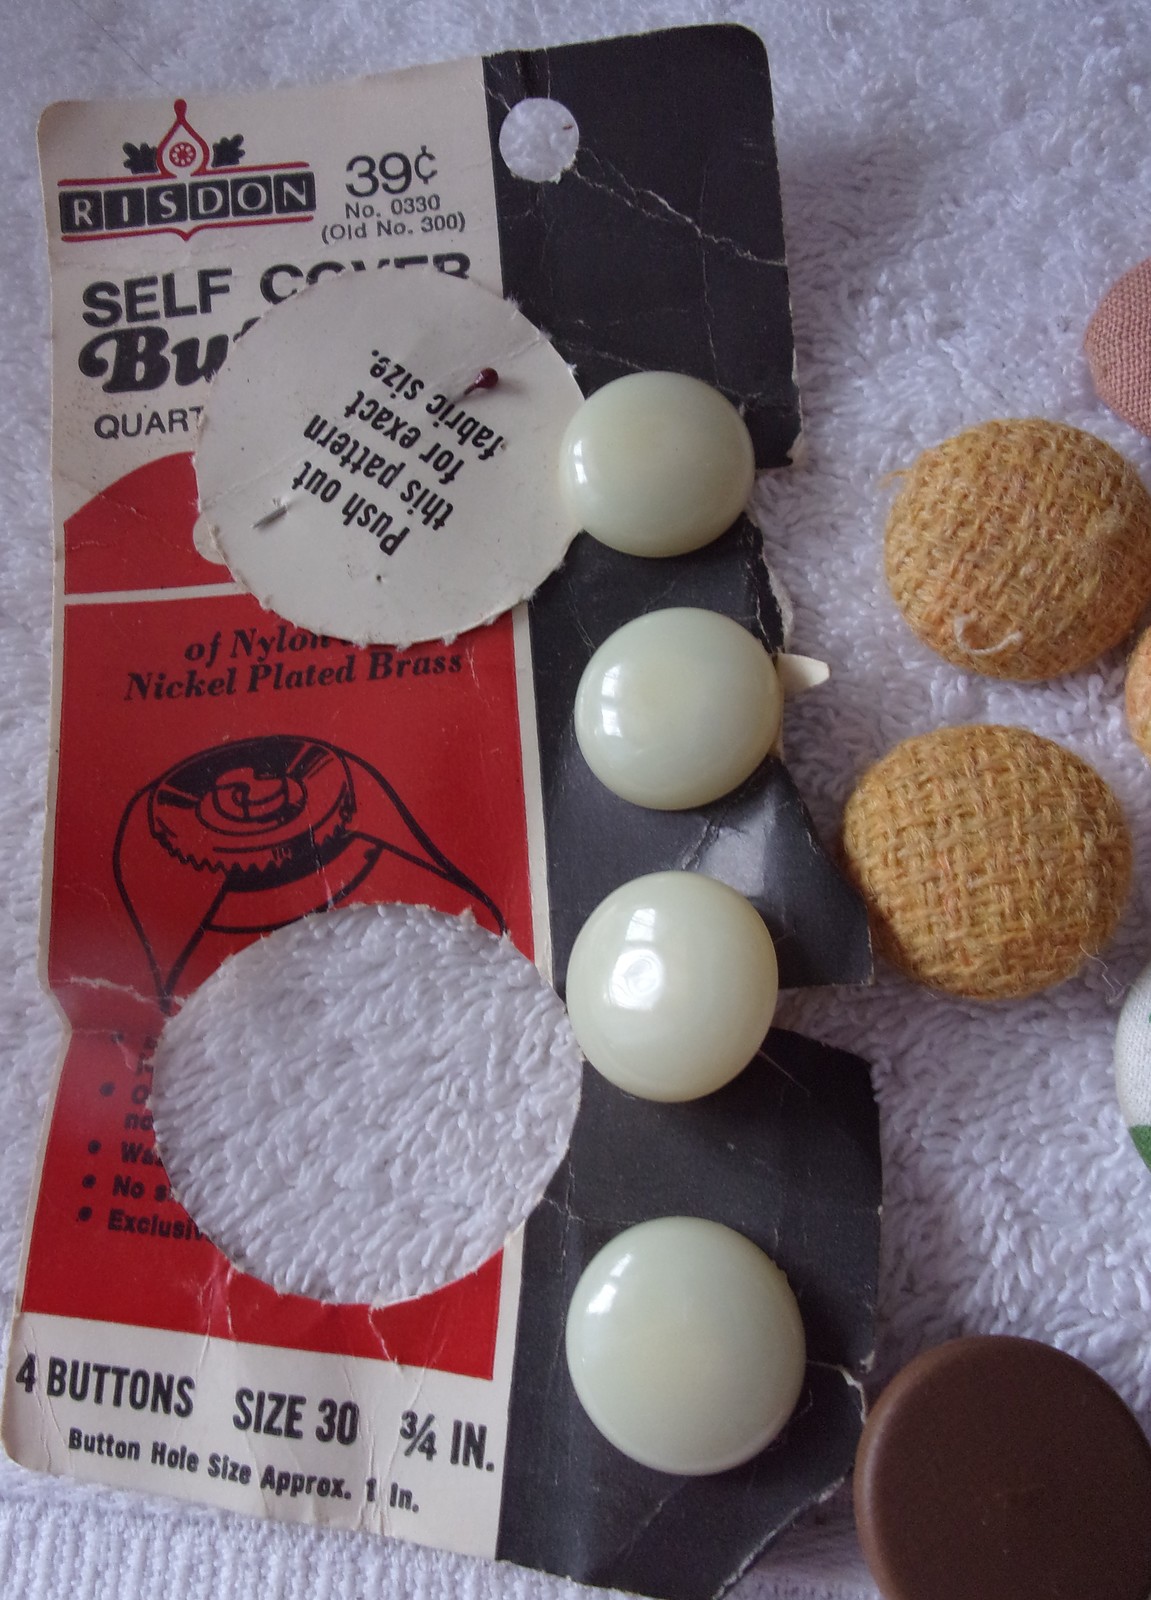 RISDON
39¢
No. 0330
(Old No. 300)
SELF COVER
Bu
QUART
Push out
this pattern
for exact
fabric size.
of Nylon
Nickel Plated Brass
• Wa
• No s
• Exclusiv
4 BUTTONS SIZE 30 ¾ IN.
Button Hole Size Approx. 1 In.